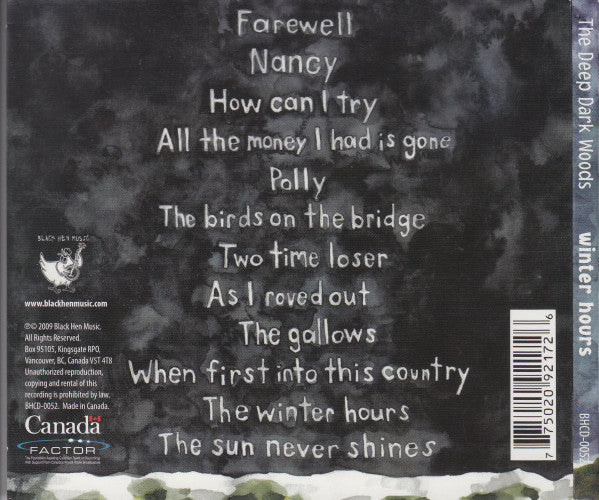 Farewell
Nancy
How can I try
All the money I had is gone
Polly
The birds on the bridge
Two time loser
As I roved out
The gallows
When first into this country
The winter hours
The sun never shines
BLACK HEN MUSIC
www.blackhenmusic.com
℗© 2009 Black Hen Music.
All Rights Reserved.
Box 95105, Kingsgate RPO,
Vancouver, BC, Canada V5T 4T8
Unauthorized reproduction,
copying and rental of this
recording is prohibited by law.
BHCD-0052. Made in Canada.
Canada
FACTOR
The Deep Dark Woods winter hours BHCD-0052
7 75020 92172 6